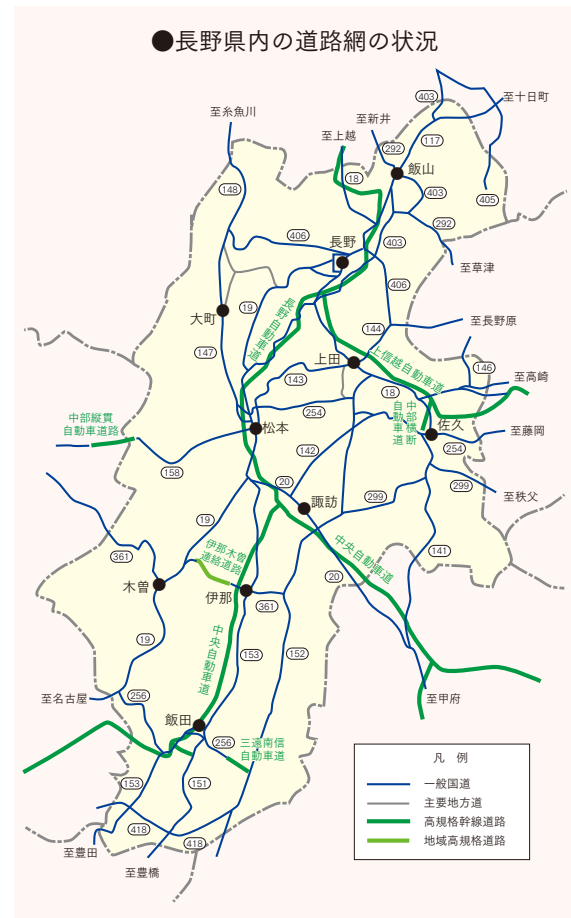 ●長野県内の道路網の状況
403
至十日町
至糸魚川
至新井
117
至上越
292
18
飯山
148
403
405
292
406
403
長野
至草津
406
19
長野自動車道
大町
至長野原
144
147
上田
上信越自動車道
146
143
至高崎
18
254
中部横断
自動車道
中部縦貫
自動車道路
松本
佐久
至藤岡
142
254
158
20
299
299
諏訪
至秩父
19
361
伊那木曽
連絡道路
中央自動車道
141
20
木曽
伊那
361
中央自動車道
19
153
152
至名古屋
256
至甲府
飯田
256
三遠南信
自動車道
153
151
418
418
至豊田
至豊橋
凡 例
一般国道
主要地方道
高規格幹線道路
地域高規格道路